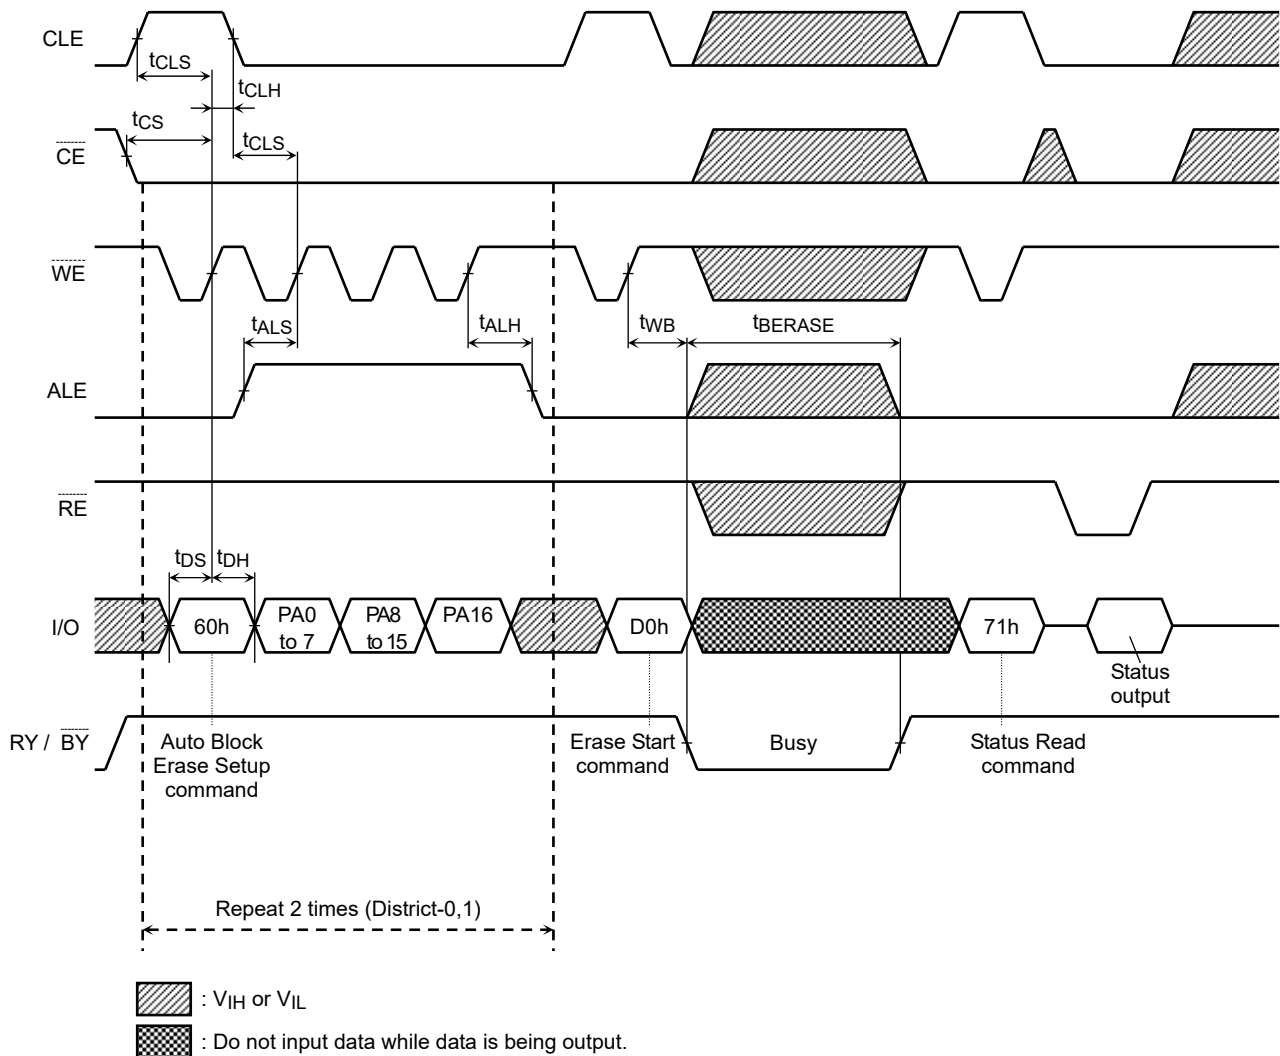 CLE
tCLS
tCLH
tCS
tCLS
CE
WE
tALS
tALH
tWB
tBERASE
ALE
RE
tDS
tDH
I/O
60h
PA0
to 7
PA8
to 15
PA16
D0h
71h
Status
output
RY / BY
Auto Block
Erase Setup
command
Erase Start
command
Busy
Status Read
command
Repeat 2 times (District-0,1)
: VIH or VIL
: Do not input data while data is being output.